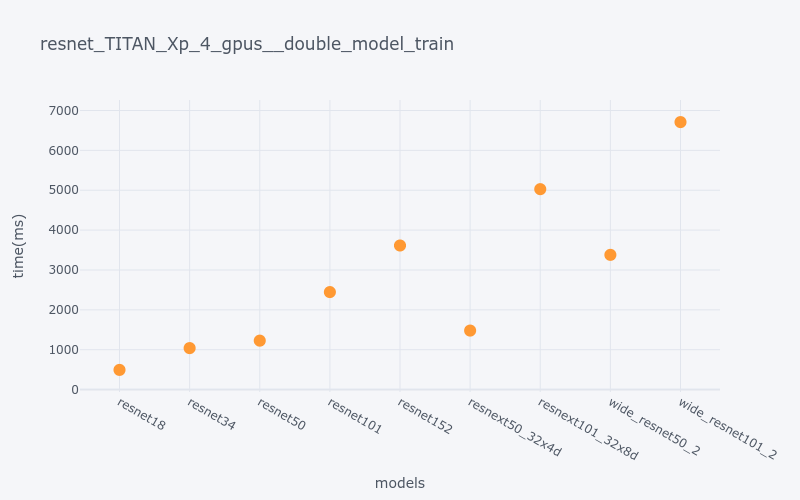 resnet_TITAN_Xp_4_gpus__double_model_train
time(ms)
7000
6000
5000
4000
3000
2000
1000
0
resnet18
resnet34
resnet50
resnet101
resnet152
resnext50_32x4d
resnext101_32x8d
wide_resnet50_2
wide_resnet101_2
models